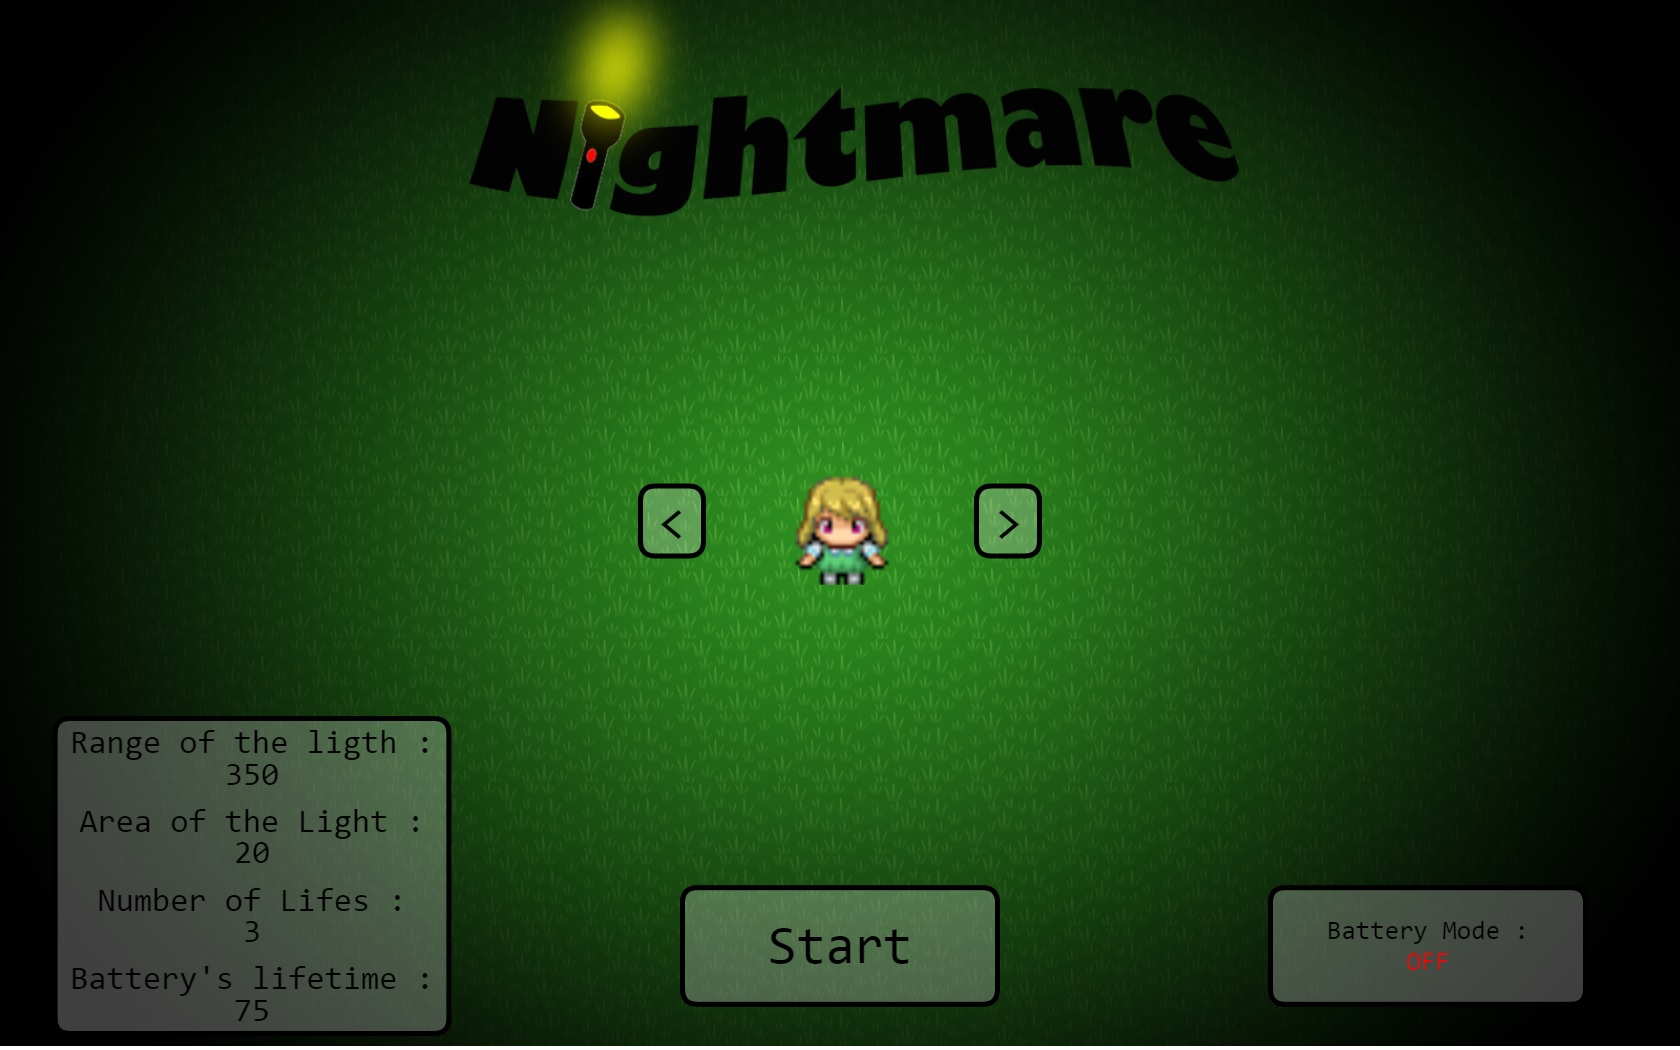 Nightmare
<
>
Range of the ligth :
350
Area of the Light :
20
Number of Lifes :
3
Battery's lifetime :
75
Start
Battery Mode :
OFF